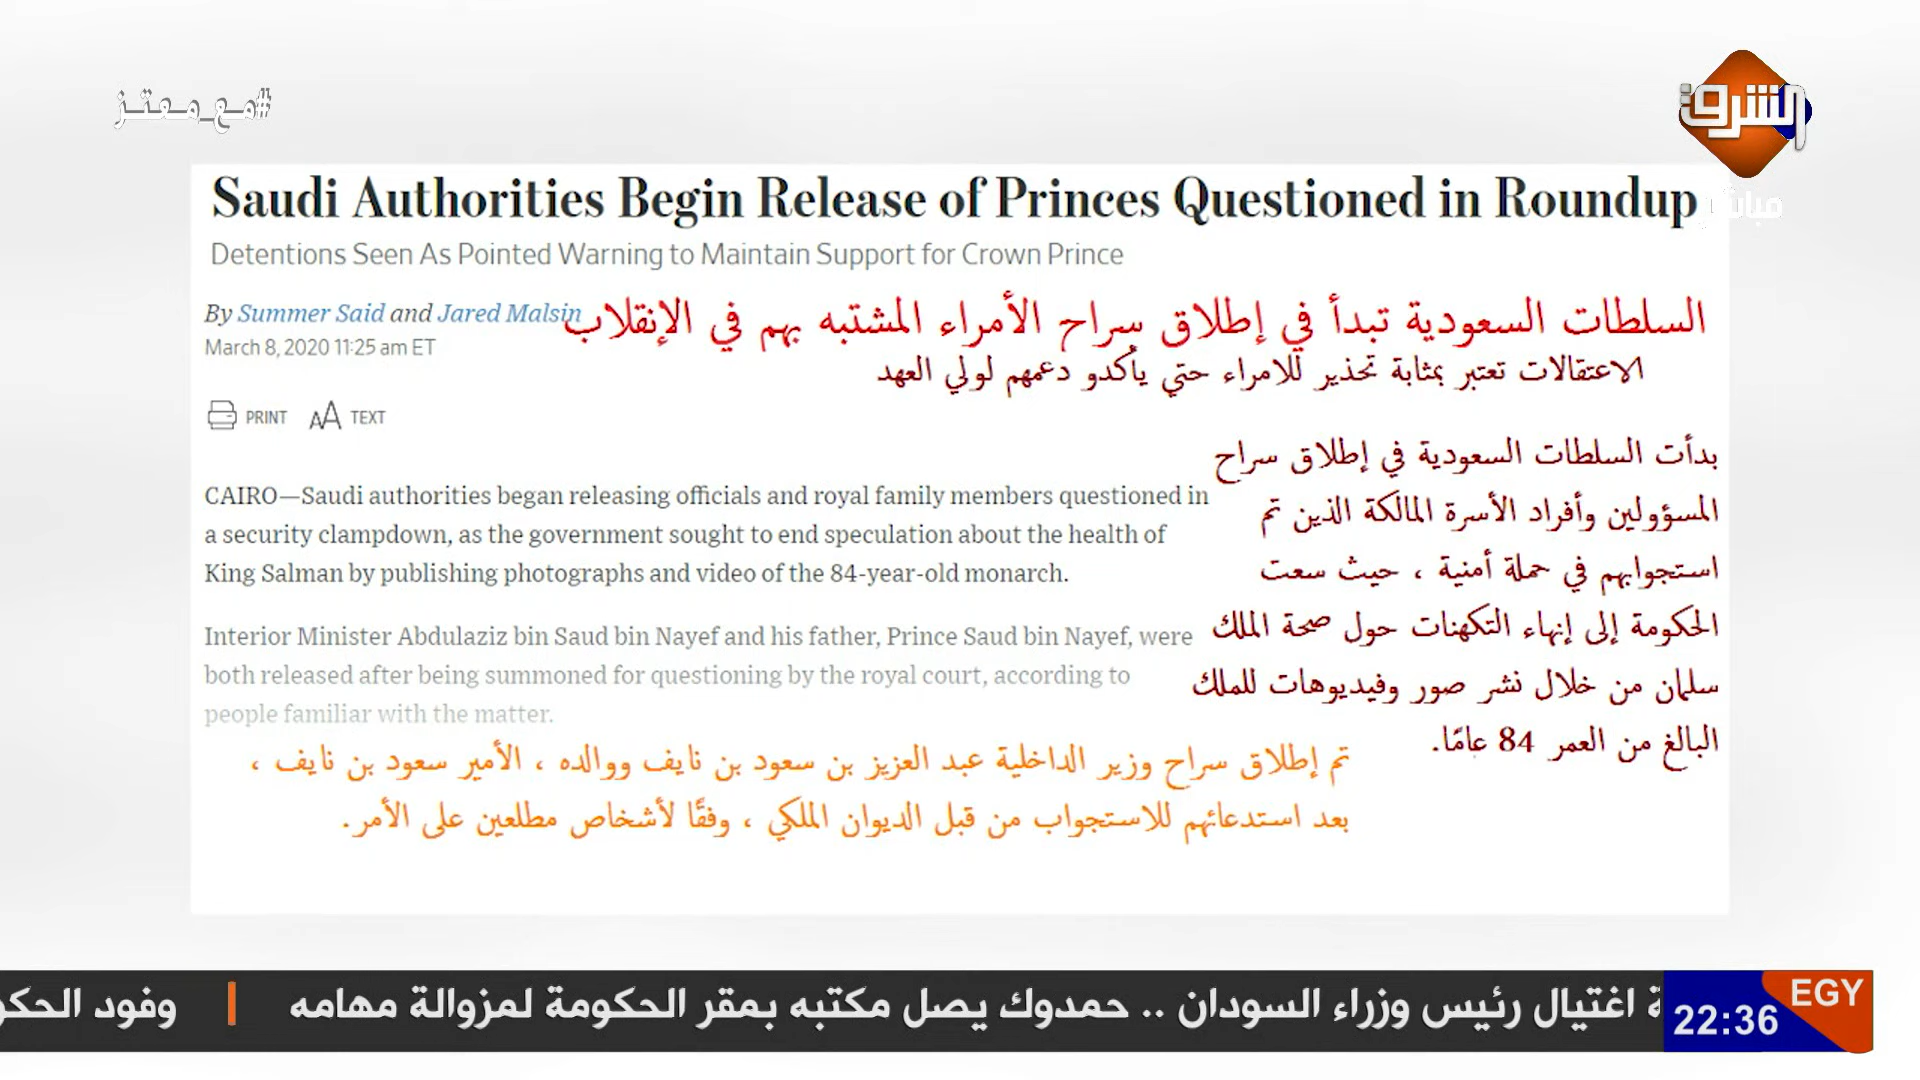 #مـع_مـعتـز
الشرق
مباشر
Saudi Authorities Begin Release of Princes Questioned in Roundup
Detentions Seen As Pointed Warning to Maintain Support for Crown Prince
By Summer Said and Jared Malsin
March 8, 2020 11:25 am ET
السلطات السعودية تبدأ في إطلاق سراح الأمراء المشتبه بهم في الإنقلاب
الاعتقالات تعتبر بمثابة تحذير للامراء حتي يأكدو دعمهم لولي العهد
PRINT AA TEXT
CAIRO—Saudi authorities began releasing officials and royal family members questioned in
a security clampdown, as the government sought to end speculation about the health of
King Salman by publishing photographs and video of the 84-year-old monarch.
Interior Minister Abdulaziz bin Saud bin Nayef and his father, Prince Saud bin Nayef, were
both released after being summoned for questioning by the royal court, according to
people familiar with the matter.
بدأت السلطات السعودية في إطلاق سراح
المسؤولين وأفراد الأسرة المالكة الذين تم
استجوابهم في حملة أمنية ، حيث سعت
الحكومة إلى إنهاء التكهنات حول صحة الملك
سلمان من خلال نشر صور وفيديوهات للملك
البالغ من العمر 84 عامًا.
تم إطلاق سراح وزير الداخلية عبد العزيز بن سعود بن نايف ووالده ، الأمير سعود بن نايف ،
بعد استدعائهم للاستجواب من قبل الديوان الملكي ، وفقًا لأشخاص مطلعين على الأمر.
اغتيال رئيس وزراء السودان .. حمدوك يصل مكتبه بمقر الحكومة لمزوالة مهامه | وفود
EGY
22:36